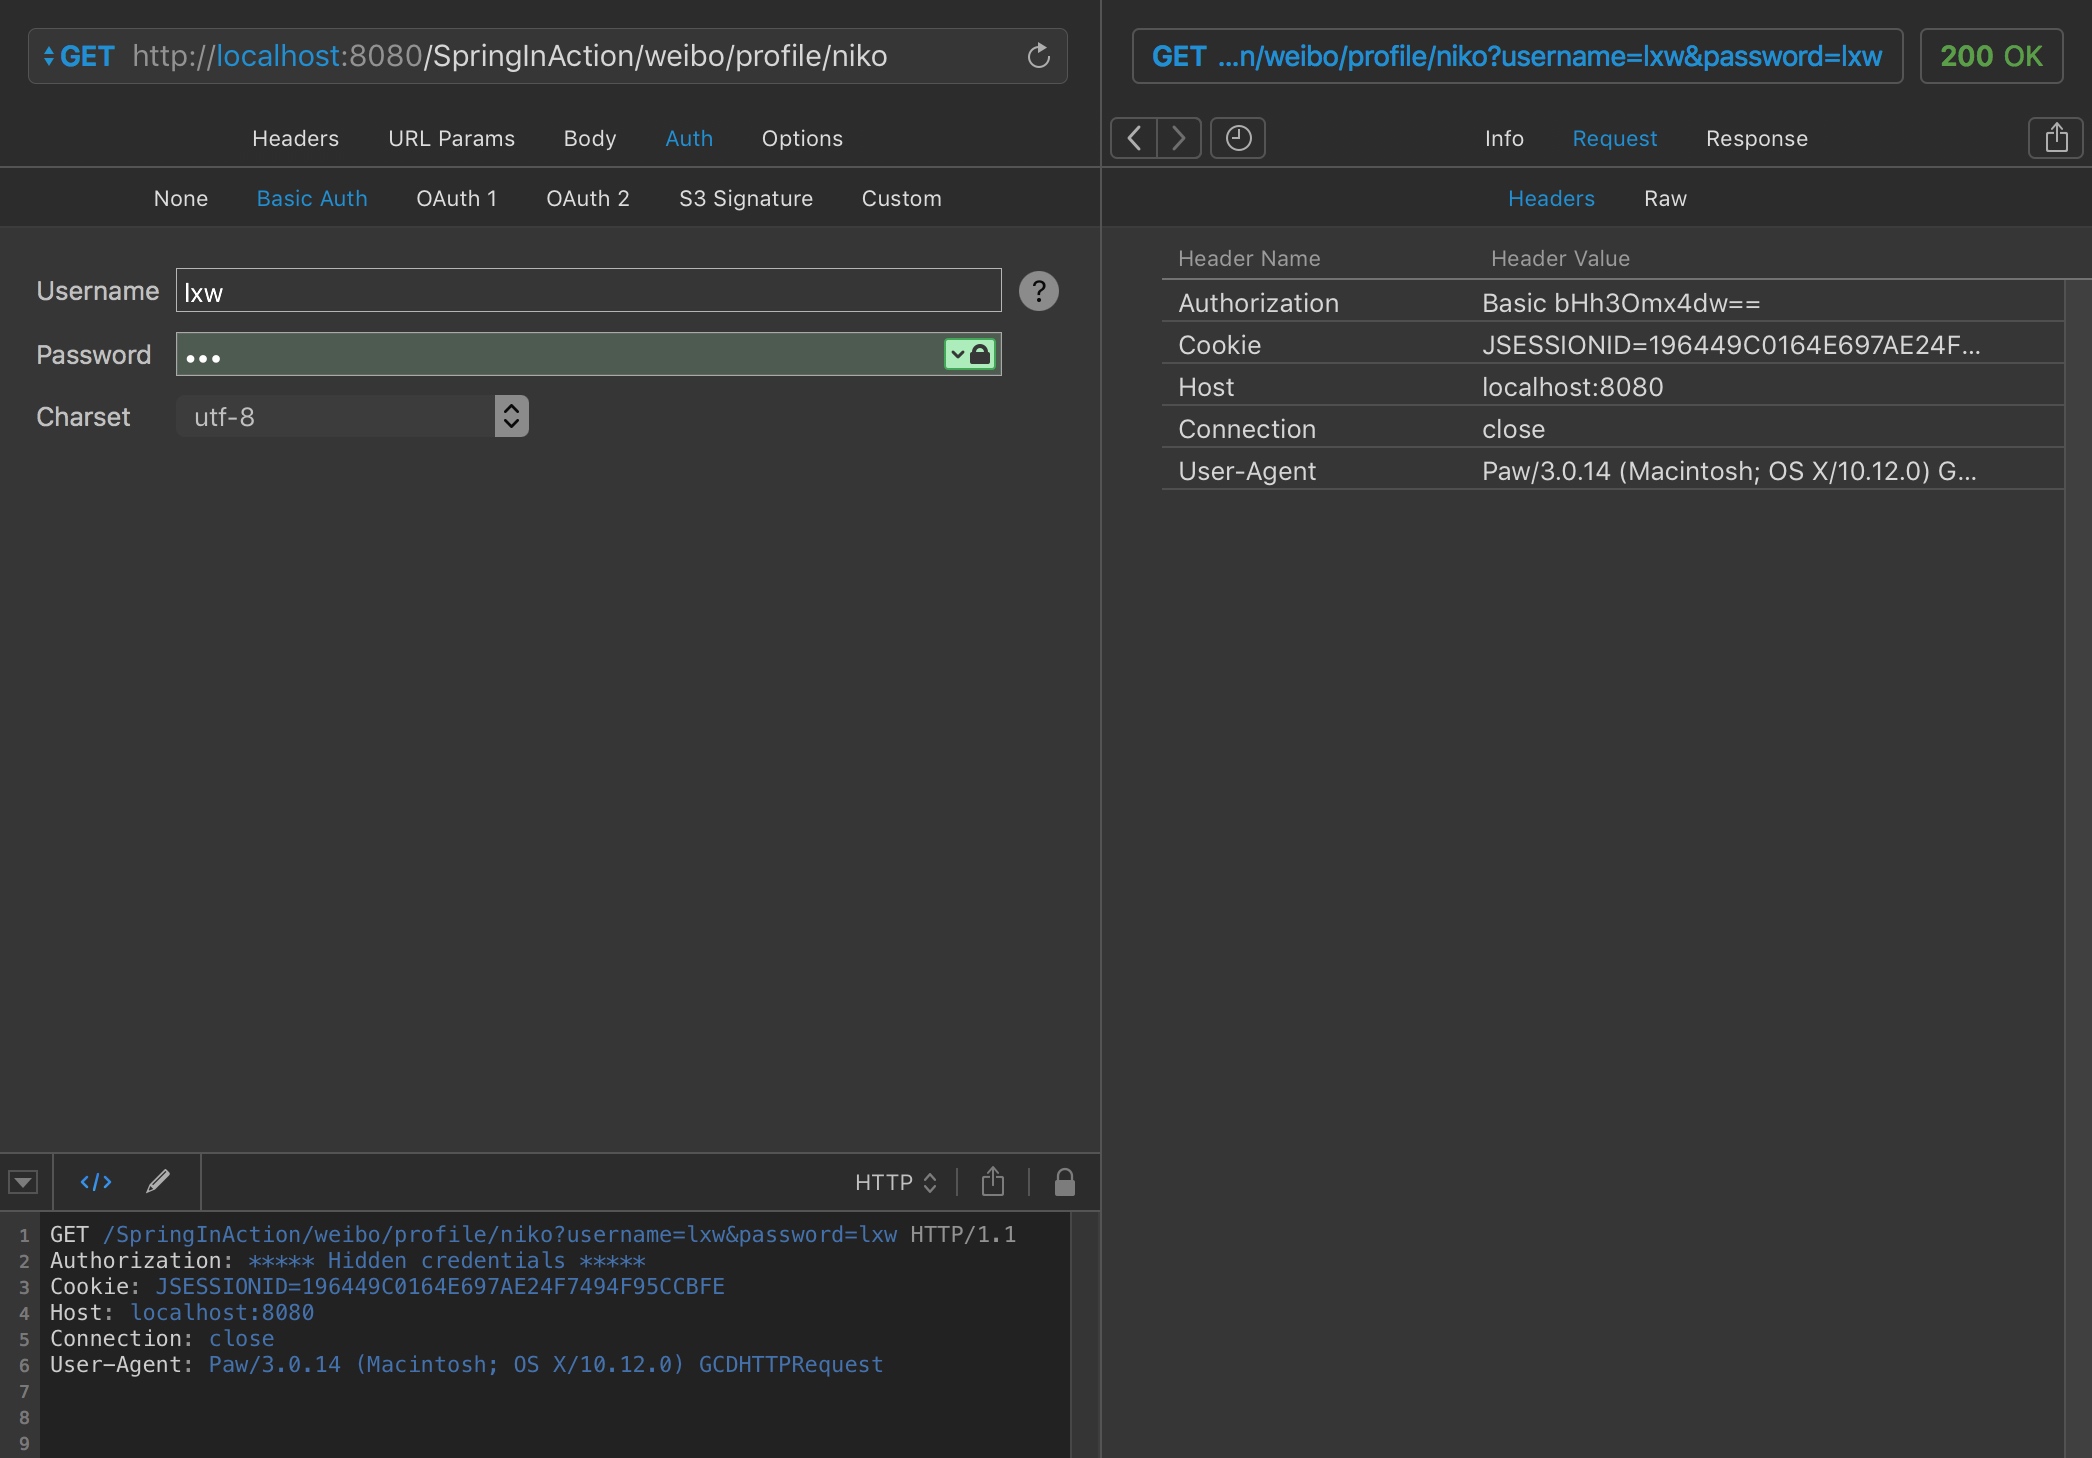 GET http://localhost:8080/SpringInAction/weibo/profile/niko
Headers URL Params Body Auth Options
None Basic Auth OAuth 1 OAuth 2 S3 Signature Custom
Username lxw ?
Password •••
Charset utf-8
HTTP
1 GET /SpringInAction/weibo/profile/niko?username=lxw&password=lxw HTTP/1.1
2 Authorization: ***** Hidden credentials *****
3 Cookie: JSESSIONID=196449C0164E697AE24F7494F95CCBFE
4 Host: localhost:8080
5 Connection: close
6 User-Agent: Paw/3.0.14 (Macintosh; OS X/10.12.0) GCDHTTPRequest
7
8
9
GET ...n/weibo/profile/niko?username=lxw&password=lxw 200 OK
Info Request Response
Headers Raw
Header Name Header Value
Authorization Basic bHh3Omx4dw==
Cookie JSESSIONID=196449C0164E697AE24F...
Host localhost:8080
Connection close
User-Agent Paw/3.0.14 (Macintosh; OS X/10.12.0) G...